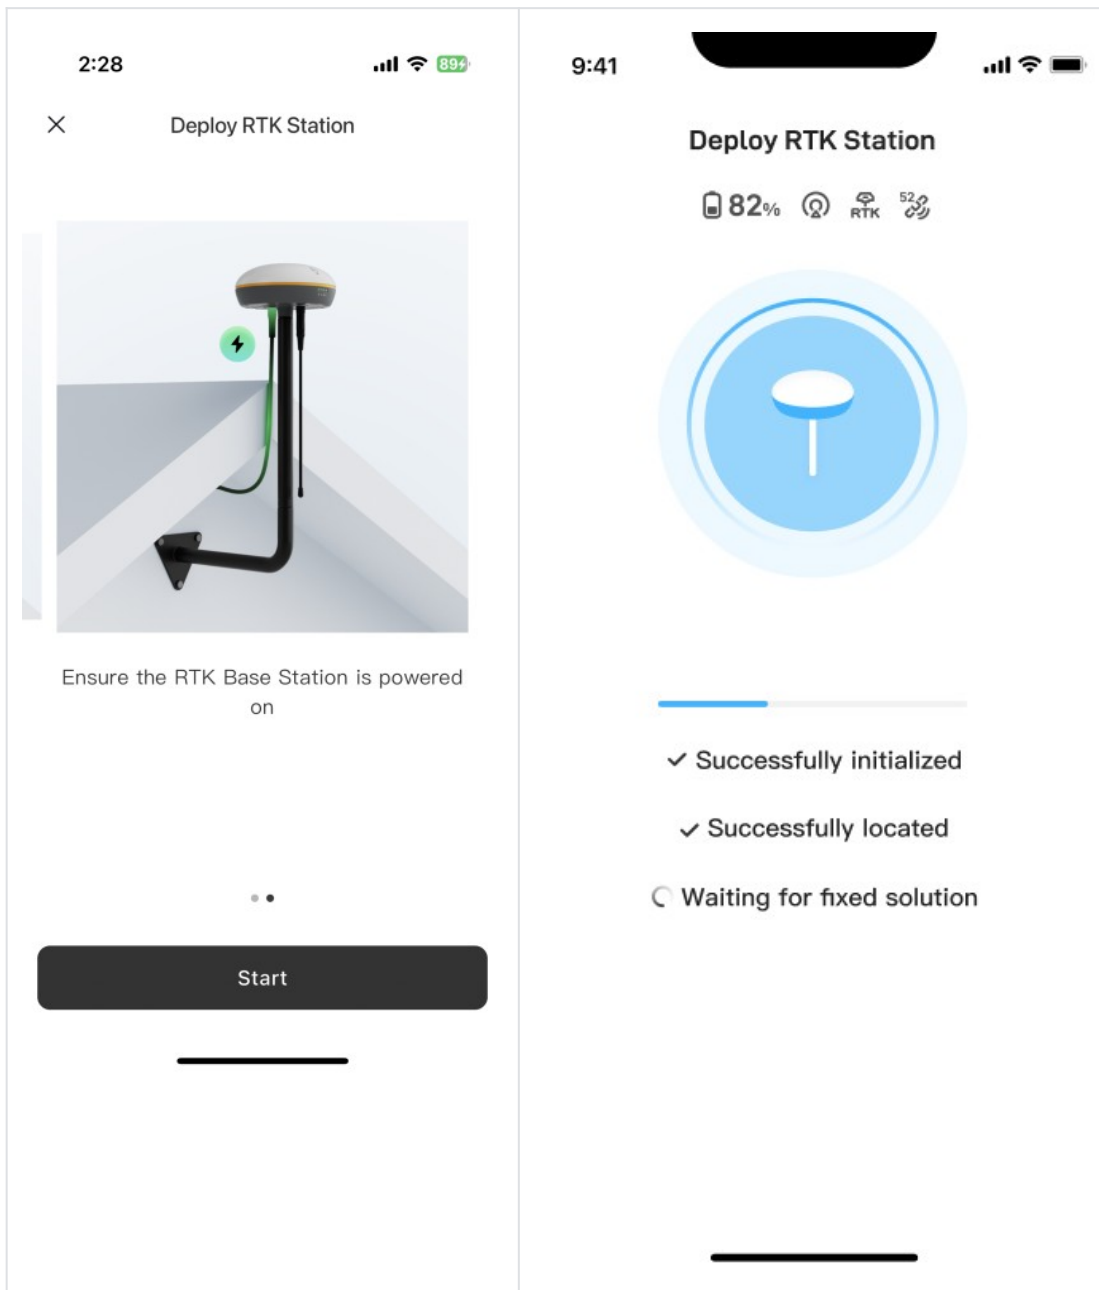 2:28
89
Deploy RTK Station
Ensure the RTK Base Station is powered
on
Start
9:41
Deploy RTK Station
82%
RTK
52
Successfully initialized
Successfully located
Waiting for fixed solution